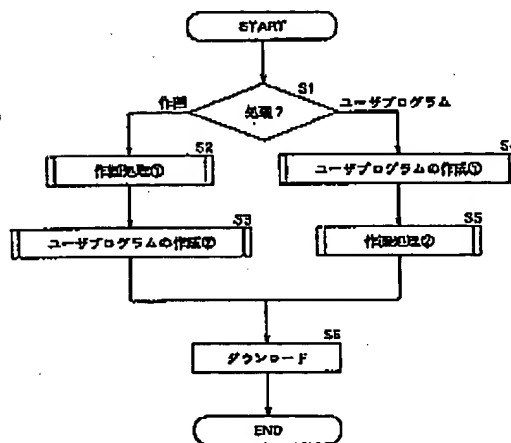 START
S1
処理?
作画
ユーザプログラム
S2
作画処理①
S4
ユーザプログラムの作成①
S3
ユーザプログラムの作成②
S5
作画処理②
S6
ダウンロード
END